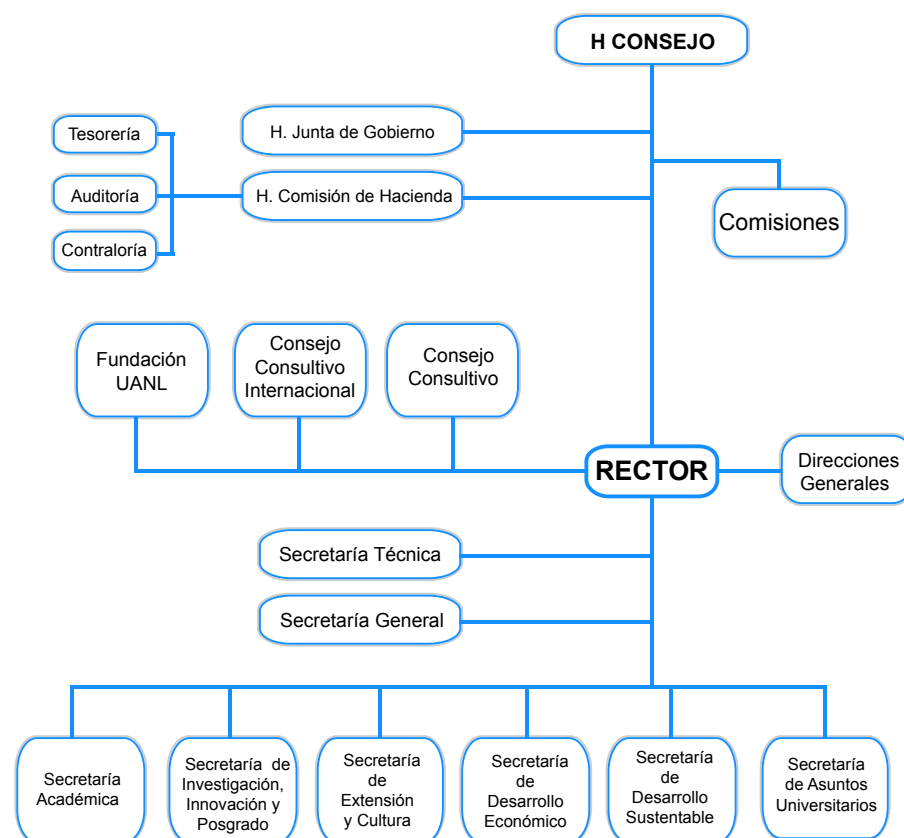 H CONSEJO
H. Junta de Gobierno
Tesorería
H. Comisión de Hacienda
Auditoría
Contraloría
Comisiones
Fundación
UANL
Consejo
Consultivo
Internacional
Consejo
Consultivo
RECTOR
Direcciones
Generales
Secretaría Técnica
Secretaría General
Secretaría
Académica
Secretaría de
Investigación,
Innovación y
Posgrado
Secretaría
de
Extensión
y Cultura
Secretaría
de
Desarrollo
Económico
Secretaría
de
Desarrollo
Sustentable
Secretaría
de Asuntos
Universitarios